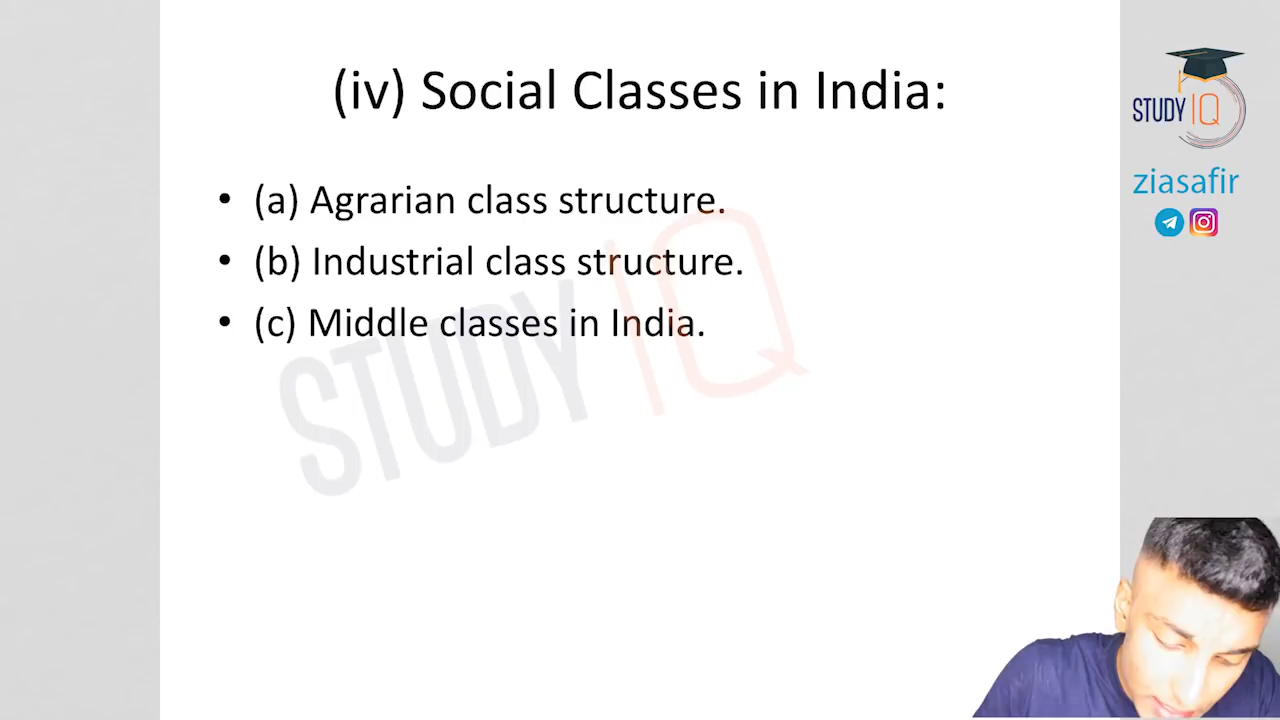 (iv) Social Classes in India:
• (a) Agrarian class structure.
• (b) Industrial class structure.
• (c) Middle classes in India.
STUDY IQ
STUDY IQ
ziasafir